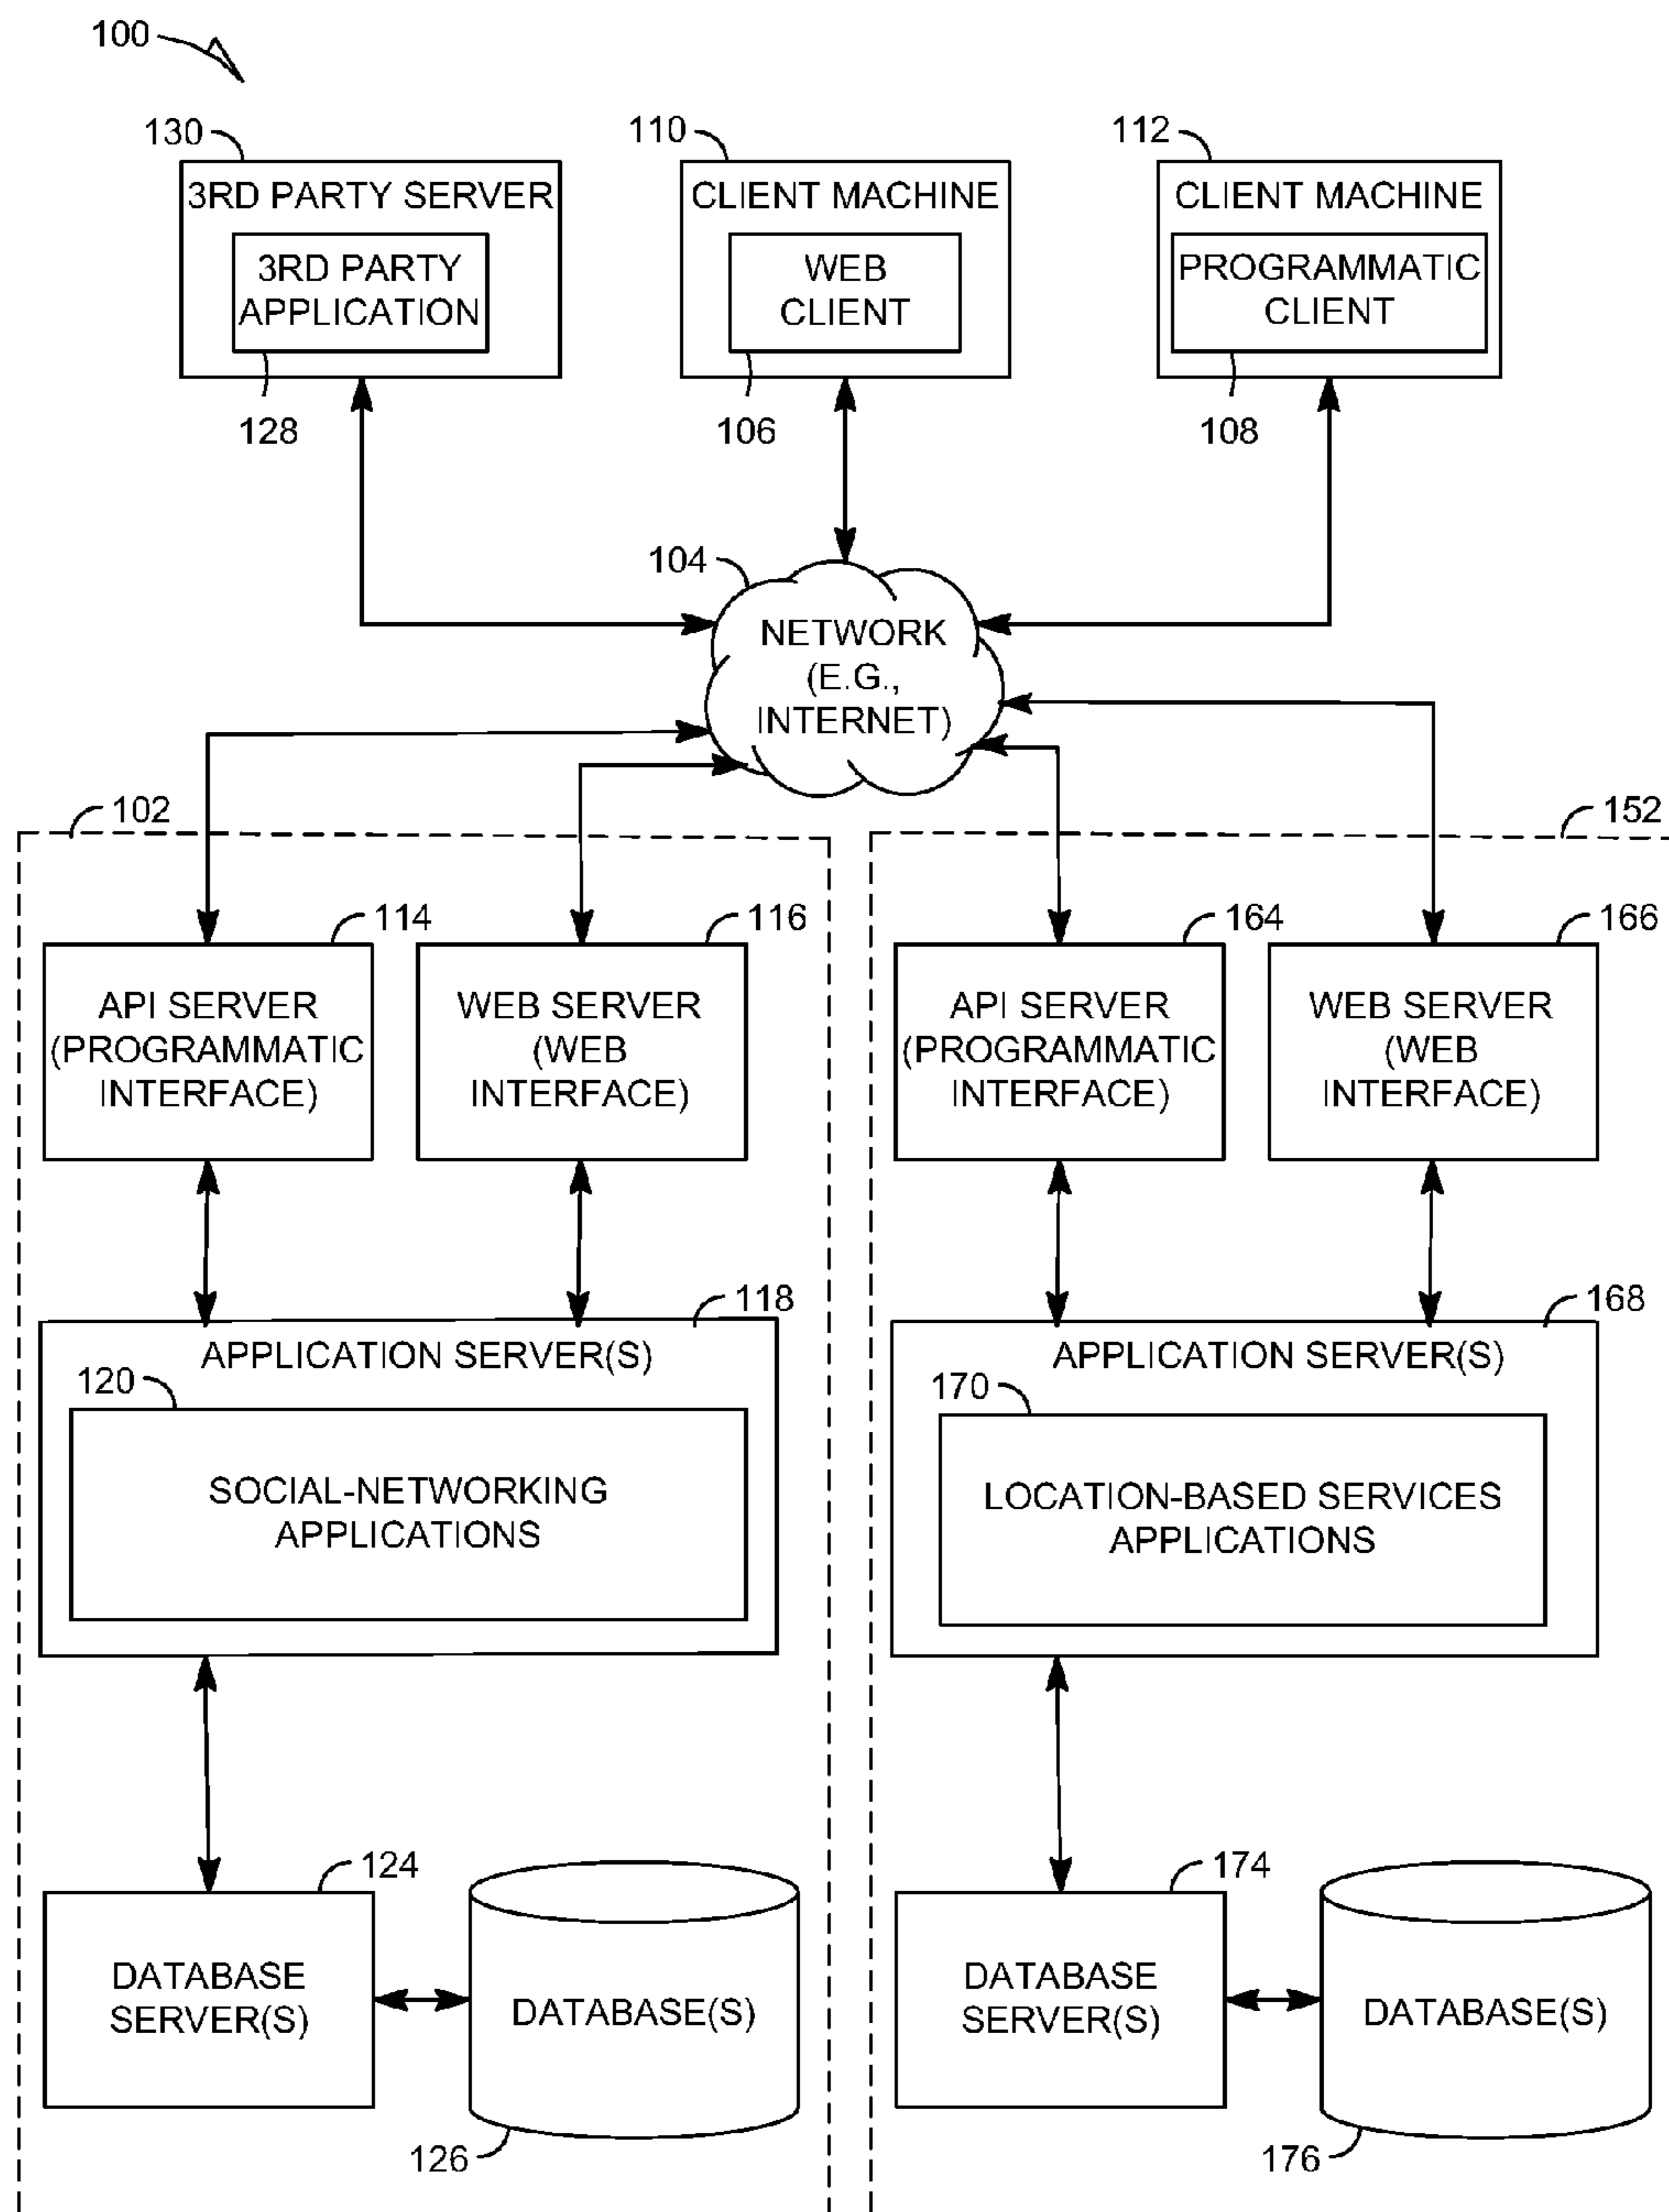 100
130
110
112
3RD PARTY SERVER
CLIENT MACHINE
CLIENT MACHINE
3RD PARTY
APPLICATION
WEB
CLIENT
PROGRAMMATIC
CLIENT
128
106
108
104
NETWORK
(E.G.,
INTERNET)
102
152
114
116
164
166
API SERVER
(PROGRAMMATIC
INTERFACE)
WEB SERVER
(WEB
INTERFACE)
API SERVER
(PROGRAMMATIC
INTERFACE)
WEB SERVER
(WEB
INTERFACE)
118
168
APPLICATION SERVER(S)
APPLICATION SERVER(S)
120
170
SOCIAL-NETWORKING
APPLICATIONS
LOCATION-BASED SERVICES
APPLICATIONS
124
174
DATABASE
SERVER(S)
DATABASE(S)
DATABASE
SERVER(S)
DATABASE(S)
126
176